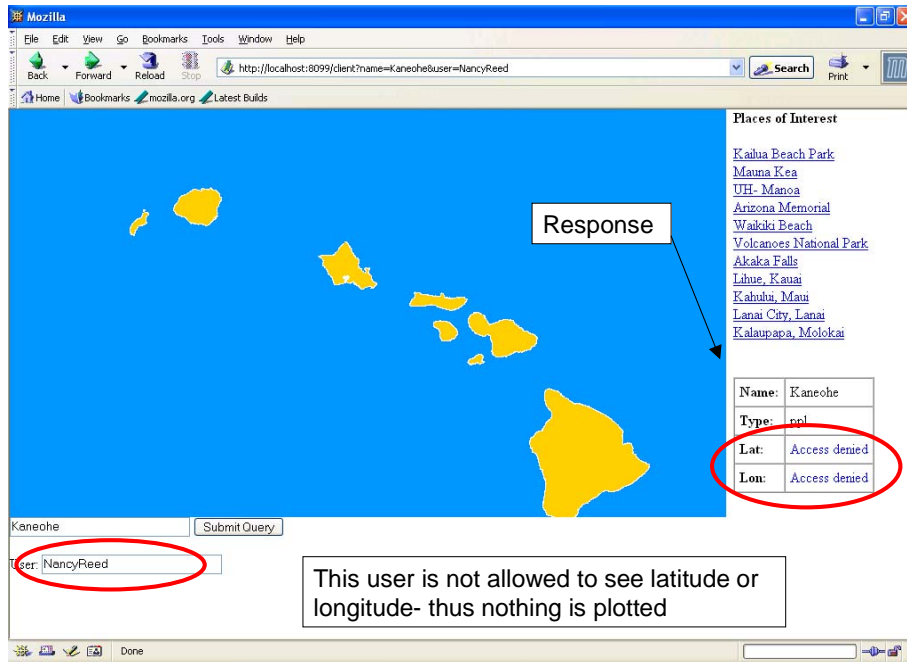 Mozilla
File Edit View Go Bookmarks Tools Window Help
Back Forward Reload Stop http://localhost:8099/client?name=Kaneohe&user=NancyReed Search Print
Home Bookmarks mozilla.org Latest Builds
Places of Interest
Kailua Beach Park
Mauna Kea
UH- Manoa
Arizona Memorial
Waikiki Beach
Volcanoes National Park
Akaka Falls
Lihue, Kauai
Kahului, Maui
Lanai City, Lanai
Kalaupapa, Molokai
Response
Name: Kaneohe
Type: ppl
Lat: Access denied
Lon: Access denied
Kaneohe Submit Query
User: NancyReed
This user is not allowed to see latitude or
longitude- thus nothing is plotted
Done